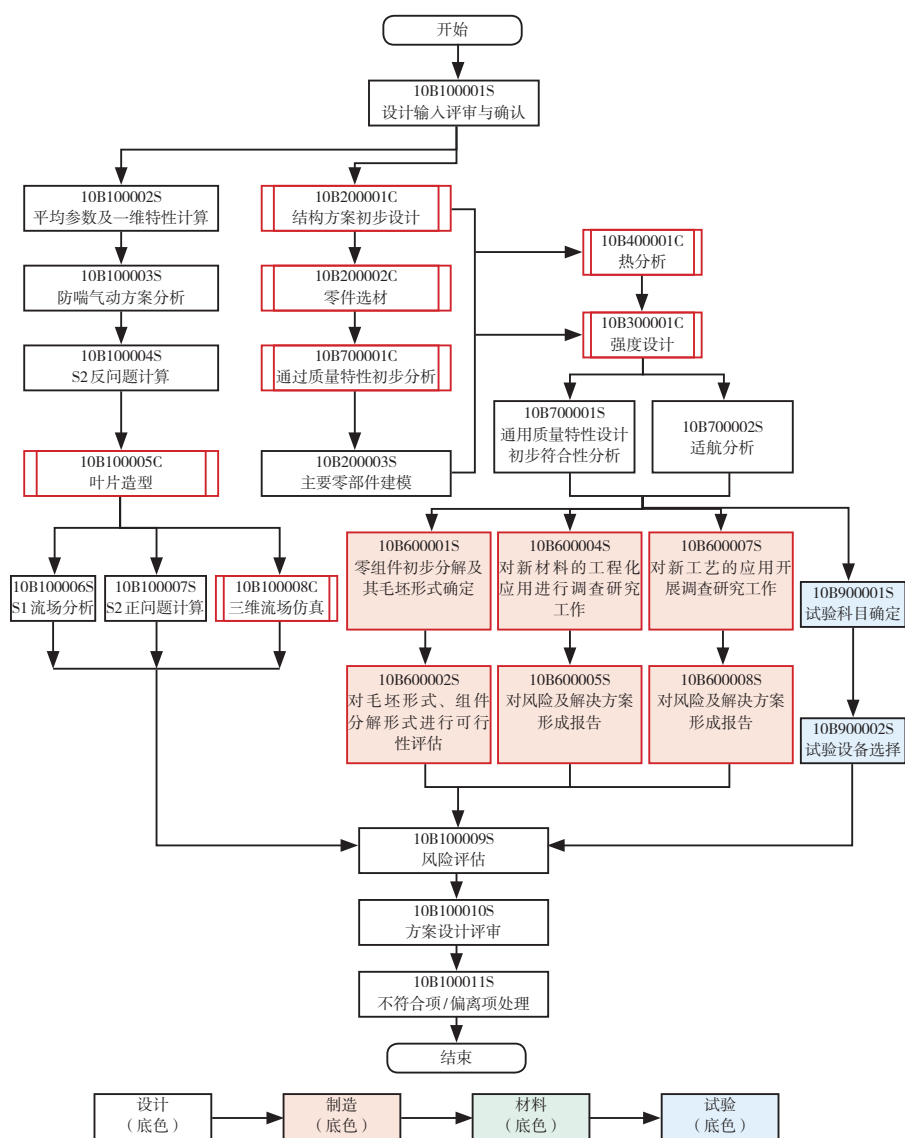 开始
10B100001S
设计输入评审与确认
10B100002S
平均参数及一维特性计算
10B200001C
结构方案初步设计
10B400001C
热分析
10B100003S
防喘气动方案分析
10B200002C
零件选材
10B300001C
强度设计
10B100004S
S2反问题计算
10B700001C
通过质量特性初步分析
10B700001S
通用质量特性设计
初步符合性分析
10B700002S
适航分析
10B100005C
叶片造型
10B200003S
主要零部件建模
10B600001S
零组件初步分解及
其毛坯形式确定
10B600004S
对新材料的工程化
应用进行调查研究
工作
10B600007S
对新工艺的应用开
展调查研究工作
10B100006S
S1流场分析
10B100007S
S2正问题计算
10B100008C
三维流场仿真
10B900001S
试验科目确定
10B600002S
对毛坯形式、组件
分解形式进行可行
性评估
10B600005S
对风险及解决方案
形成报告
10B600008S
对风险及解决方案
形成报告
10B900002S
试验设备选择
10B100009S
风险评估
10B100010S
方案设计评审
10B100011S
不符合项/偏离项处理
结束
设计
（底色）
制造
（底色）
材料
（底色）
试验
（底色）